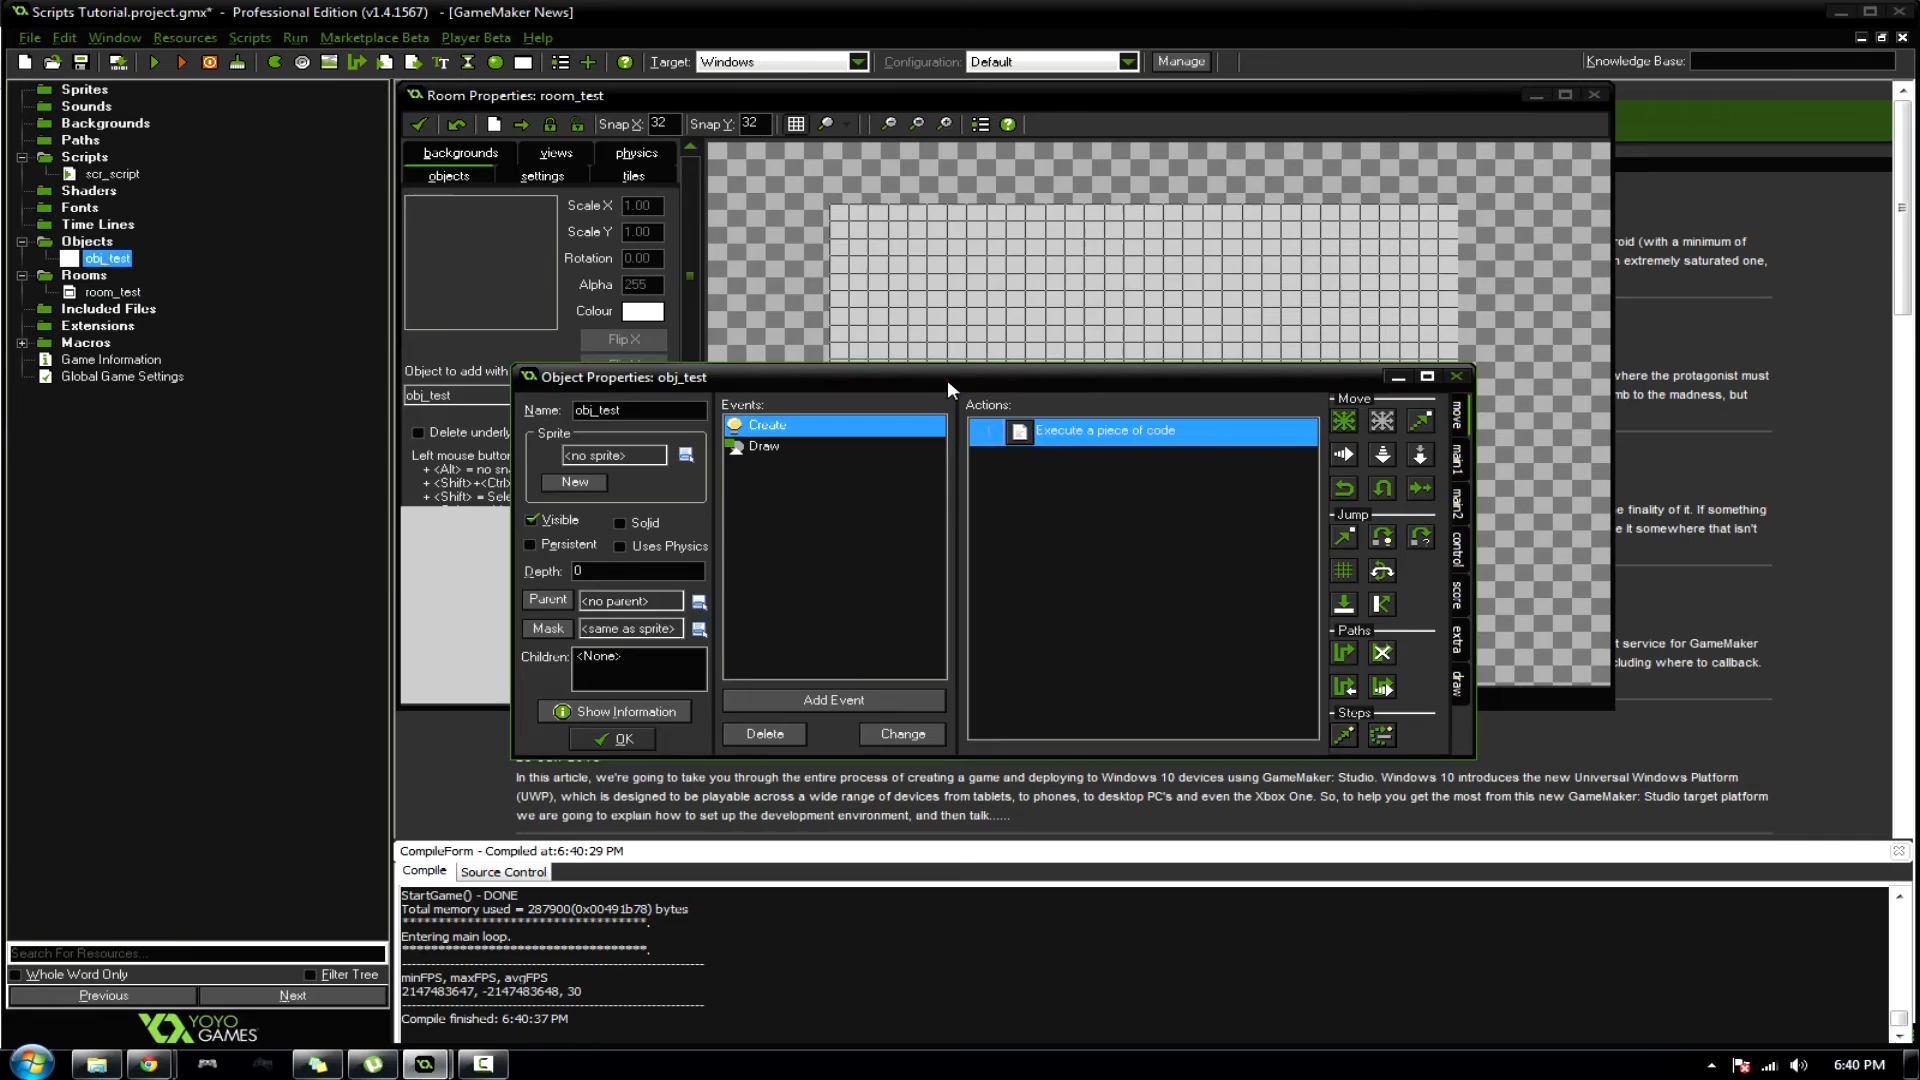 Scripts Tutorial.project.gmx* - Professional Edition (v1.4.1567) - [GameMaker News]
File Edit Window Resources Scripts Run Marketplace Beta Player Beta Help
Target: Windows Configuration: Default Manage Knowledge Base:
Sprites
Sounds
Backgrounds
Paths
Scripts
scr_script
Shaders
Fonts
Time Lines
Objects
obj_test
Rooms
room_test
Included Files
Extensions
Macros
Game Information
Global Game Settings
Search For Resources...
Whole Word Only Filter Tree
Previous Next
YOYO
GAMES
Room Properties: room_test
Snap X: 32 Snap Y: 32
backgrounds views physics
objects settings tiles
Scale X 1.00
Scale Y 1.00
Rotation 0.00
Alpha 255
Colour
Flip X
Object to add with
obj_test
Delete underly
Left mouse button
+ <Alt> = no sn
+ <Shift>+<Ctrl
+ <Shift> = Sele
oid (with a minimum of
n extremely saturated one,
where the protagonist must
mb to the madness, but
e finality of it. If something
e it somewhere that isn't
t service for GameMaker
cluding where to callback.
Object Properties: obj_test
Name: obj_test
Sprite
<no sprite>
New
Visible Solid
Persistent Uses Physics
Depth: 0
Parent <no parent>
Mask <same as sprite>
Children: <None>
Show Information
OK
Events:
Create
Draw
Add Event
Delete Change
Actions:
Execute a piece of code
Move
Jump
Paths
Steps
move
main1
main2
control
score
extra
draw
In this article, we're going to take you through the entire process of creating a game and deploying to Windows 10 devices using GameMaker: Studio. Windows 10 introduces the new Universal Windows Platform
(UWP), which is designed to be playable across a wide range of devices from tablets, to phones, to desktop PC's and even the Xbox One. So, to help you get the most from this new GameMaker: Studio target platform
we are going to explain how to set up the development environment, and then talk......
CompileForm - Compiled at:6:40:29 PM
Compile Source Control
StartGame() - DONE
Total memory used = 287900(0x00491b78) bytes
***********************************.
Entering main loop.
***********************************.
minFPS, maxFPS, avgFPS
2147483647, -2147483648, 30
Compile finished: 6:40:37 PM
6:40 PM